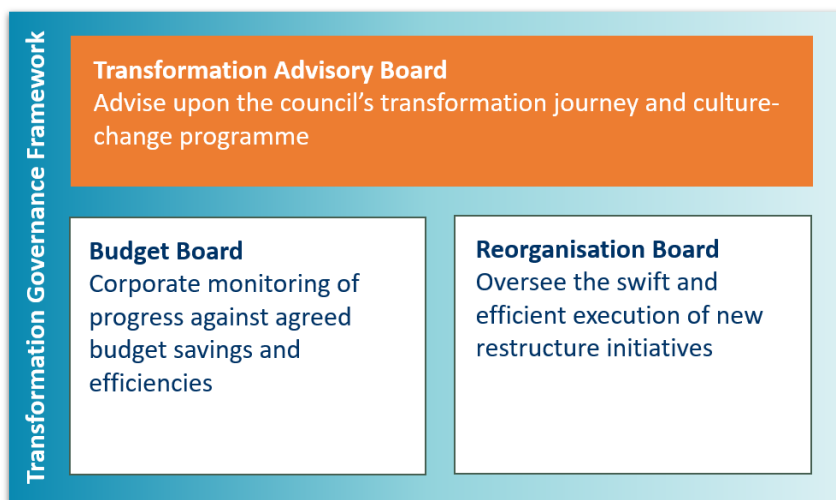 Transformation Governance Framework
Transformation Advisory Board
Advise upon the council’s transformation journey and culture-
change programme
Budget Board
Corporate monitoring of
progress against agreed
budget savings and
efficiencies
Reorganisation Board
Oversee the swift and
efficient execution of new
restructure initiatives